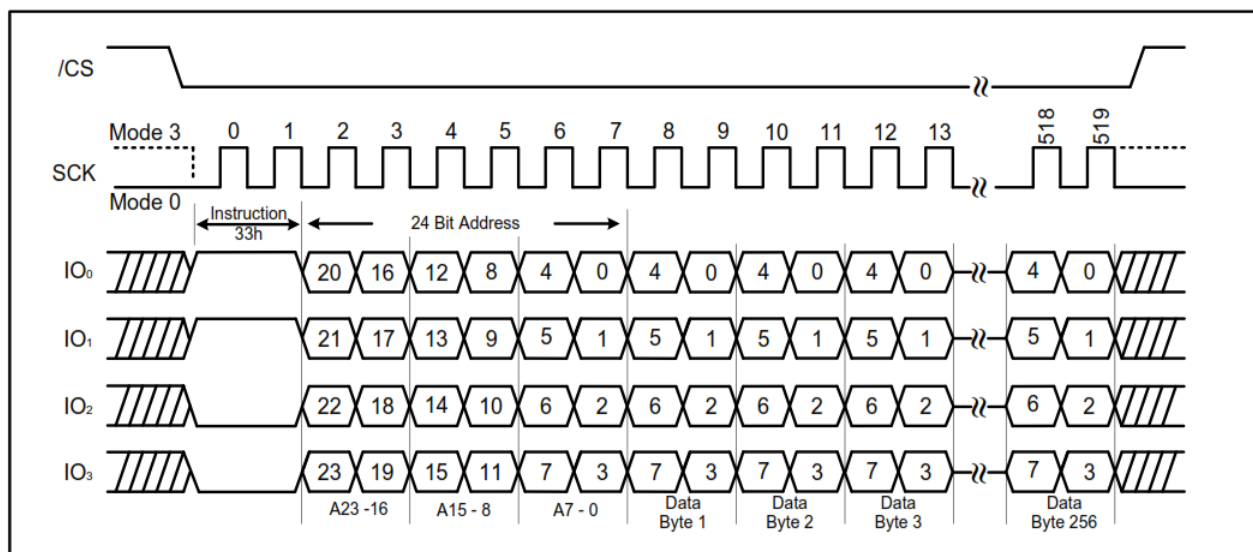 /CS
Mode 3 0 1 2 3 4 5 6 7 8 9 10 11 12 13 518 519
SCK
Mode 0
Instruction
33h
24 Bit Address
IO₀ 20 16 12 8 4 0 4 0 4 0 4 0 4 0
IO₁ 21 17 13 9 5 1 5 1 5 1 5 1 5 1
IO₂ 22 18 14 10 6 2 6 2 6 2 6 2 6 2
IO₃ 23 19 15 11 7 3 7 3 7 3 7 3 7 3
A23 -16 A15 - 8 A7 - 0
Data
Byte 1
Data
Byte 2
Data
Byte 3
Data
Byte 256